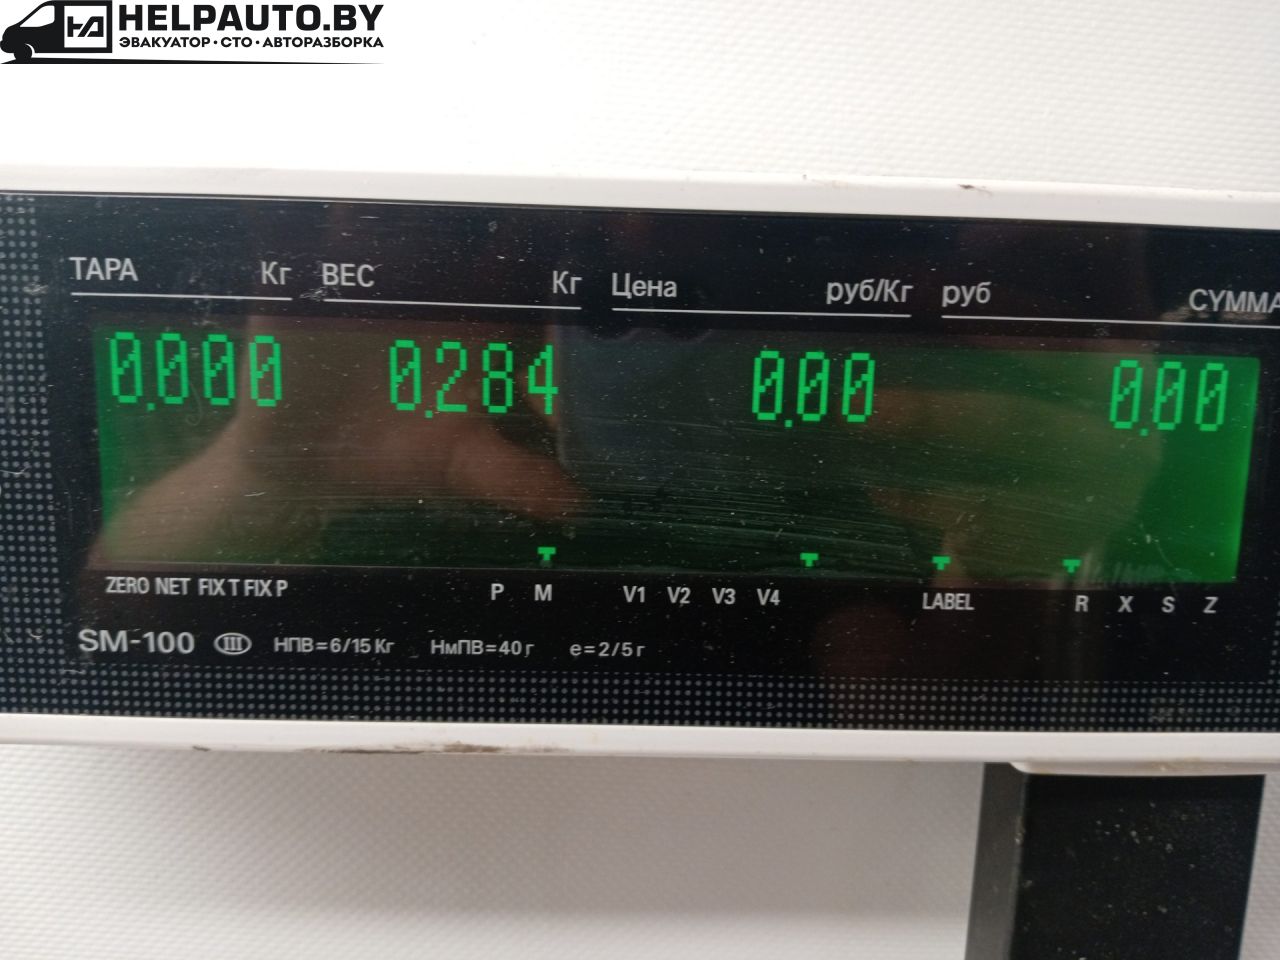 HELPAUTO.BY
ЭВАКУАТОР·СТО·АВТОРАЗБОРКА
ТАРА Кг ВЕС Кг Цена руб/Кг руб СУММА
0.000 0.284 0.00 0.00
ZERO NET FIX T FIX P P M V1 V2 V3 V4 LABEL R X S Z
SM-100 III НПВ=6/15 Кг НмПВ=40 г е=2/5 г